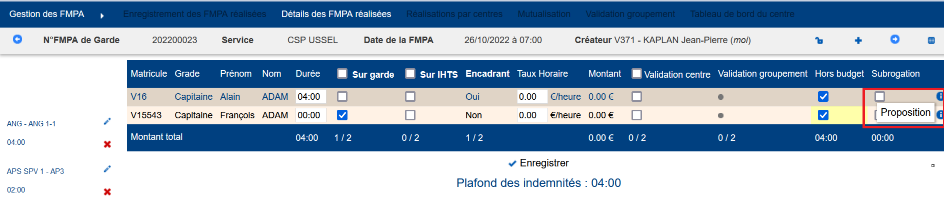 Gestion des FMPA Enregistrement des FMPA réalisées Détails des FMPA réalisées Réalisations par centres Mutualisation Validation groupement Tableau de bord du centre
N°FMPA de Garde 202200023 Service CSP USSEL Date de la FMPA 26/10/2022 à 07:00 Créateur V371 - KAPLAN Jean-Pierre (moi)
Matricule Grade Prénom Nom Durée Sur garde Sur IHTS Encadrant Taux Horaire Montant Validation centre Validation groupement Hors budget Subrogation
V16 Capitaine Alain ADAM 04:00 Oui 0.00 €/heure 0.00 €
V15543 Capitaine François ADAM 00:00 Non 0.00 €/heure 0.00 €
Proposition
Montant total 04:00 1 / 2 0 / 2 1 / 2 0.00 € 0 / 2 0 / 2 04:00 00:00
ANG - ANG 1-1
04:00
APS SPV 1 - AP3
02:00
Enregistrer
Plafond des indemnités : 04:00